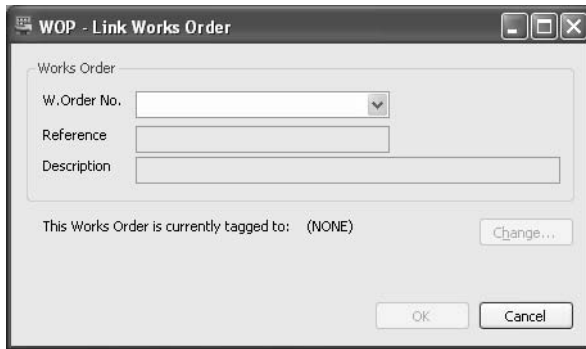 WOP - Link Works Order
Works Order
W.Order No.
Reference
Description
This Works Order is currently tagged to: (NONE) Change...
OK Cancel